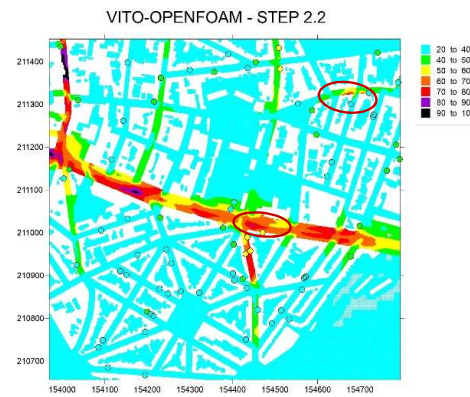 VITO-OPENFOAM - STEP 2.2
211400
211300
211200
211100
211000
210900
210800
210700
154000 154100 154200 154300 154400 154500 154600 154700
20 to 40
40 to 50
50 to 60
60 to 70
70 to 80
80 to 90
90 to 10